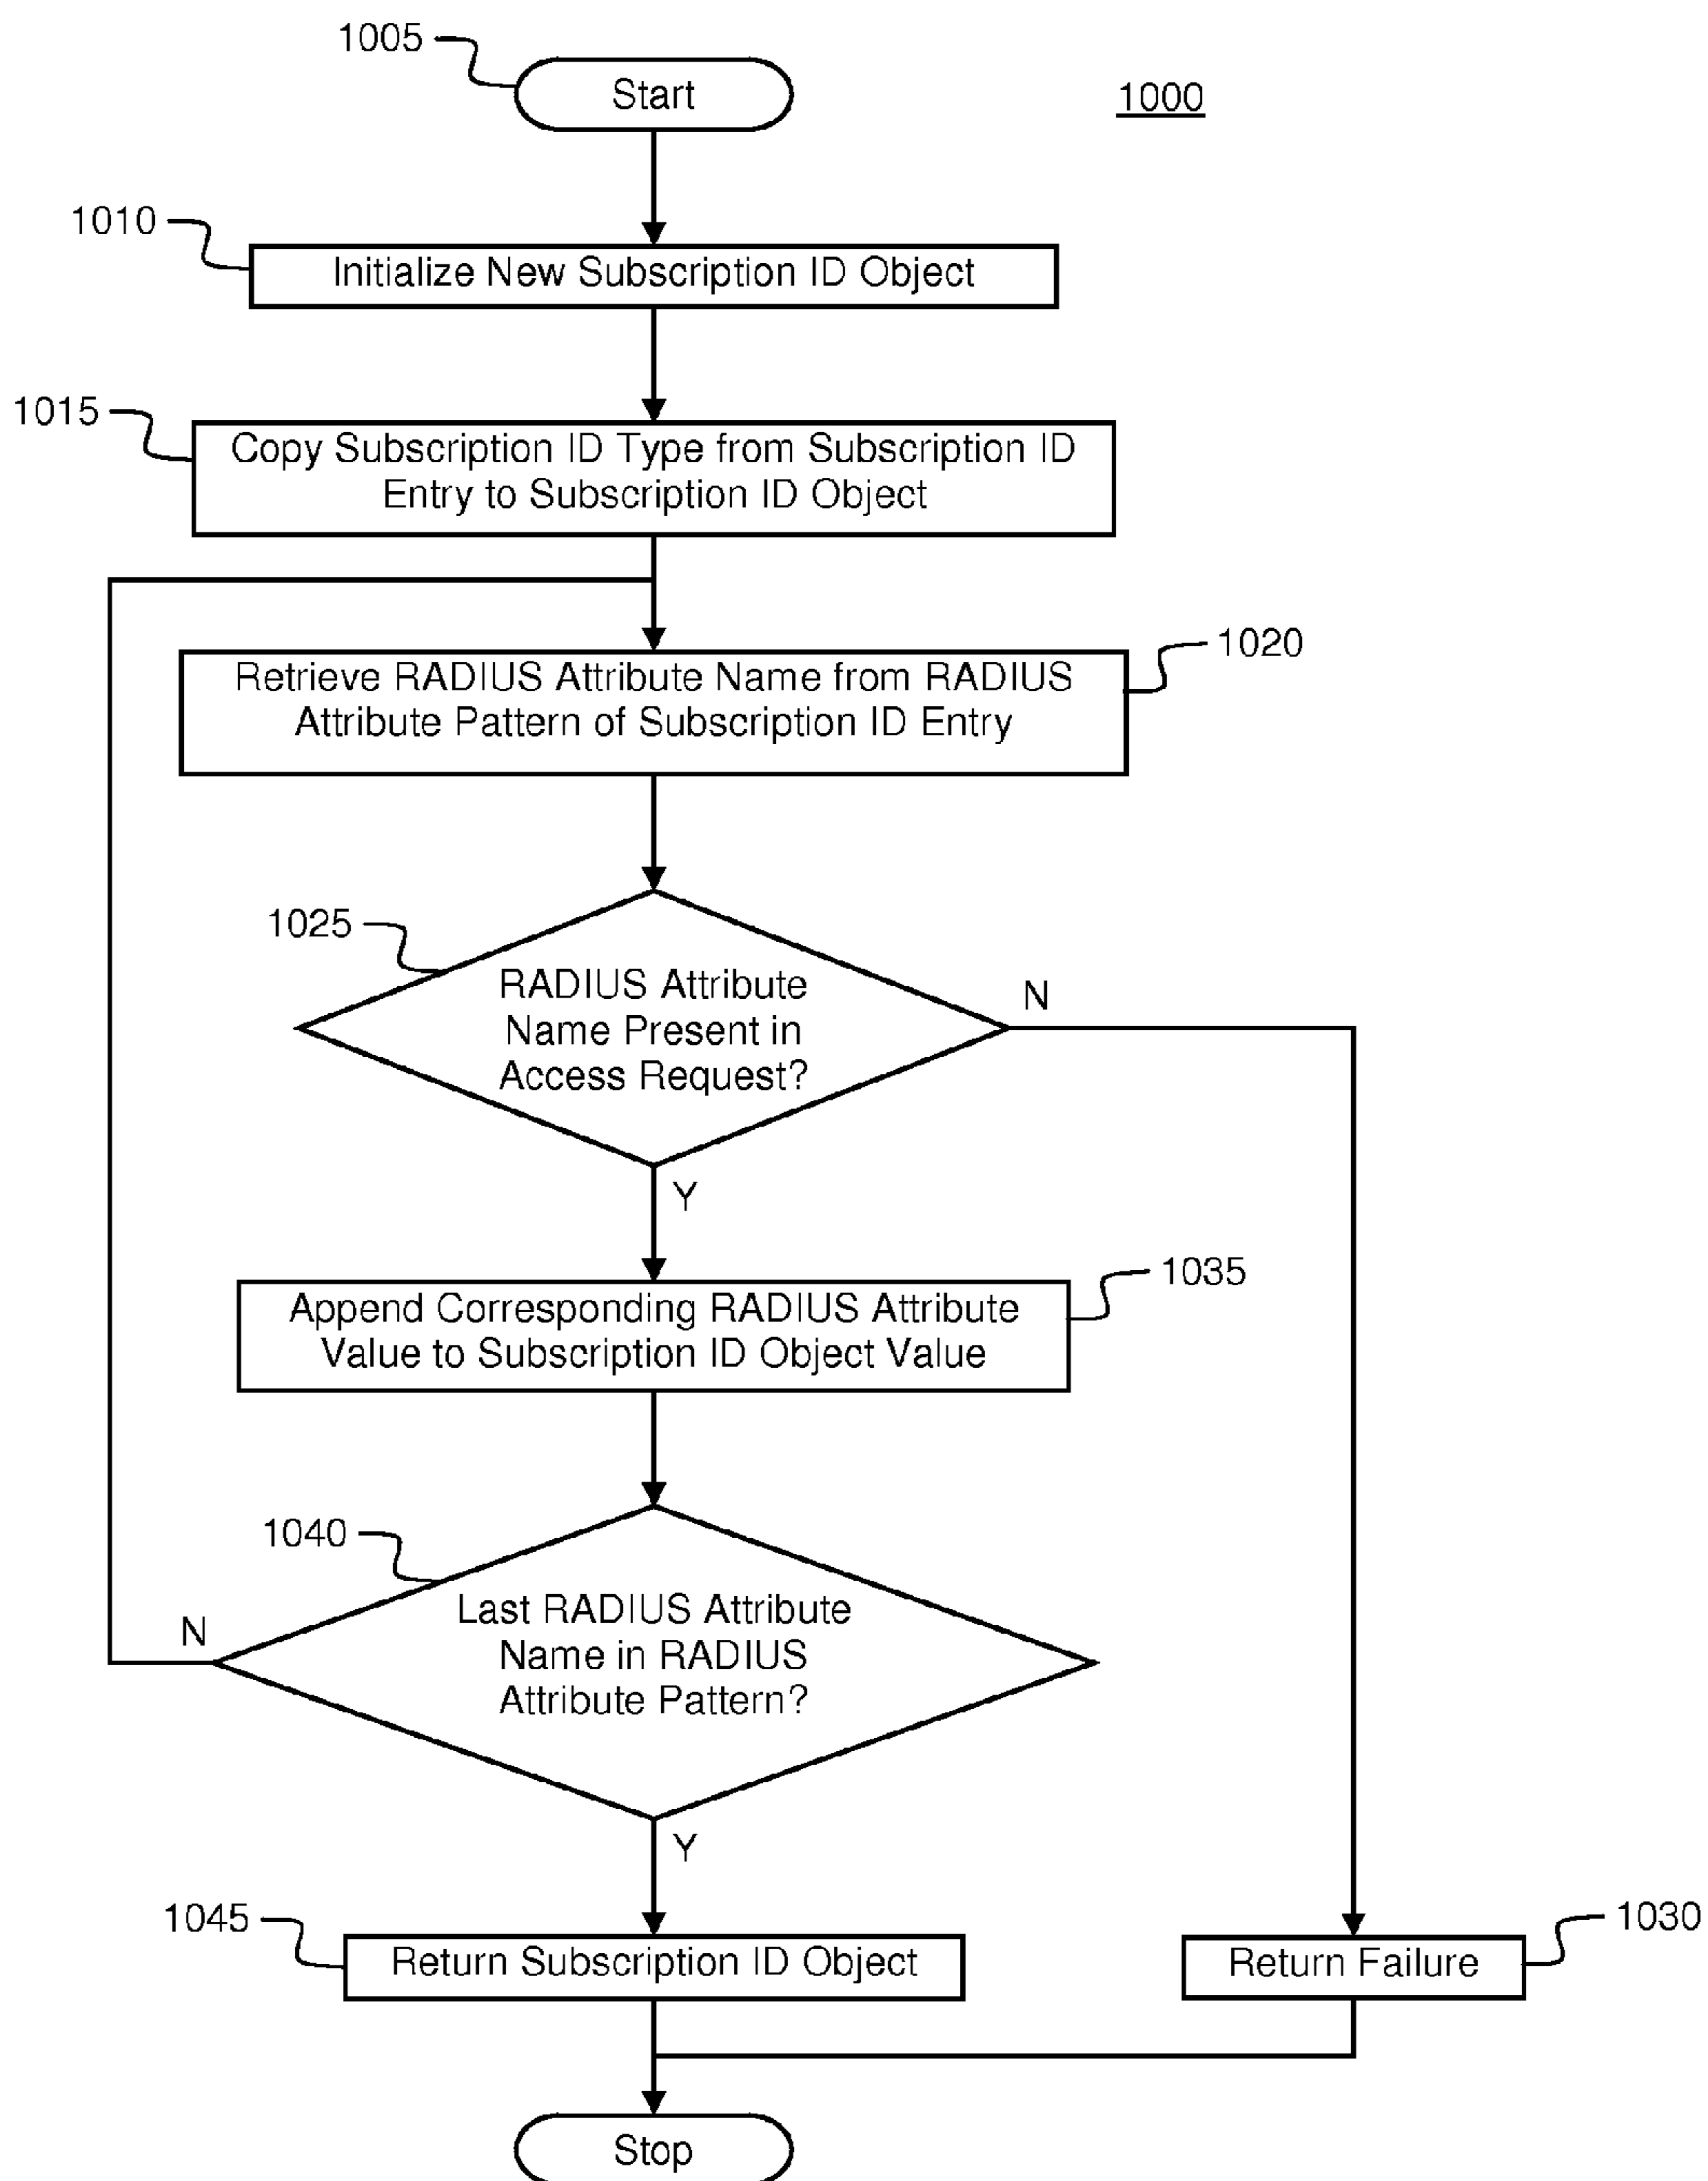 1005
Start
1000
1010
Initialize New Subscription ID Object
1015
Copy Subscription ID Type from Subscription ID
Entry to Subscription ID Object
1020
Retrieve RADIUS Attribute Name from RADIUS
Attribute Pattern of Subscription ID Entry
1025
RADIUS Attribute
Name Present in
Access Request?
N
Y
1035
Append Corresponding RADIUS Attribute
Value to Subscription ID Object Value
1040
Last RADIUS Attribute
Name in RADIUS
Attribute Pattern?
N
Y
1045
Return Subscription ID Object
1030
Return Failure
Stop